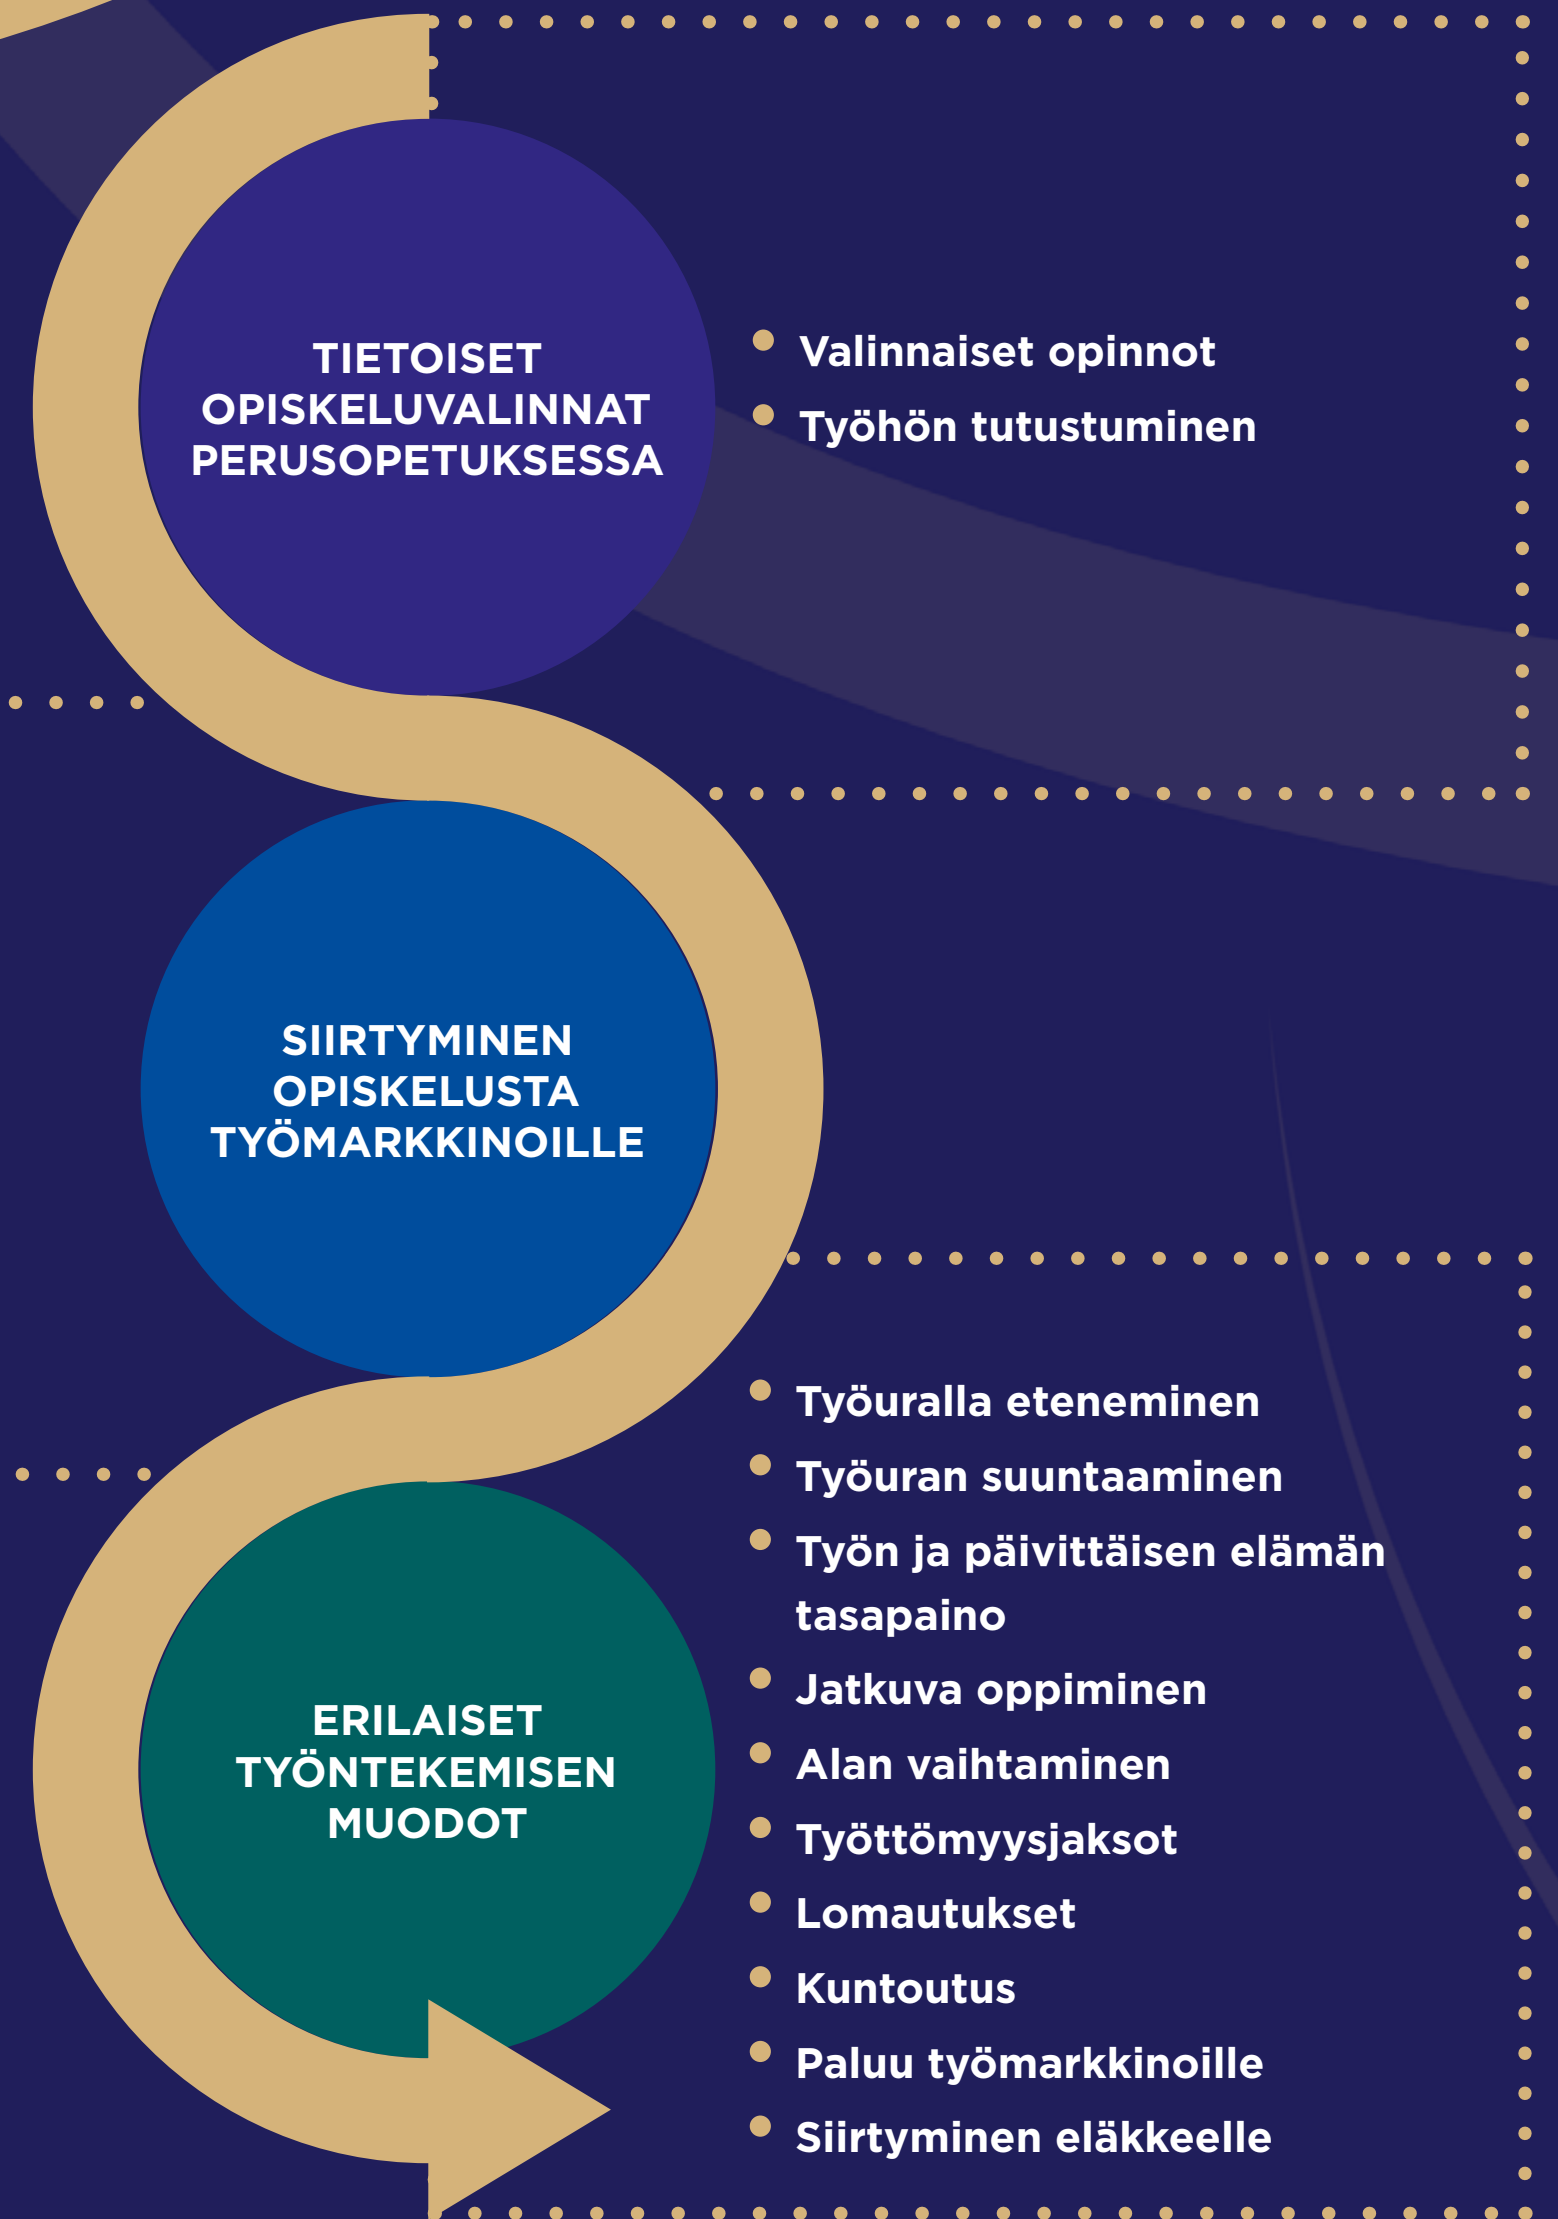 TIETOISET
OPISKELUVALINNAT
PERUSOPETUKSESSA
Valinnaiset opinnot
Työhön tutustuminen
SIIRTYMINEN
OPISKELUSTA
TYÖMARKKINOILLE
ERILAISET
TYÖNTEKEMISEN
MUODOT
Työuralla eteneminen
Työuran suuntaaminen
Työn ja päivittäisen elämän
tasapaino
Jatkuva oppiminen
Alan vaihtaminen
Työttömyysjaksot
Lomautukset
Kuntoutus
Paluu työmarkkinoille
Siirtyminen eläkkeelle